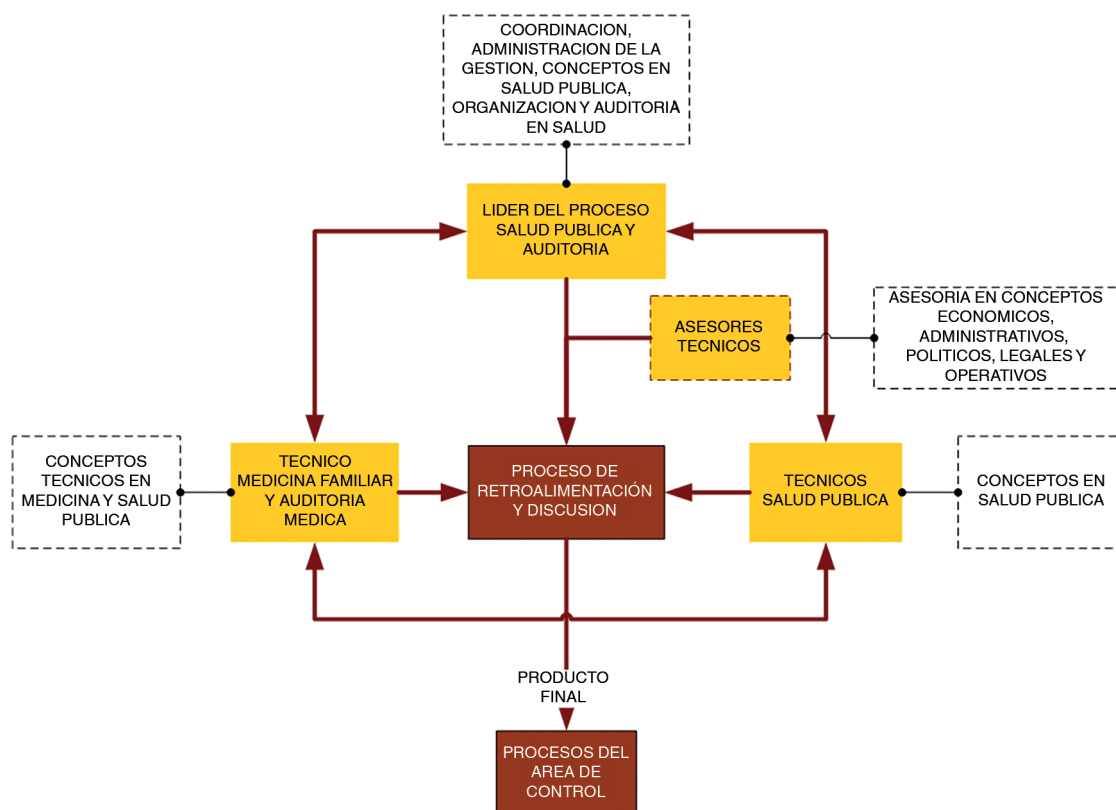 COORDINACION,
ADMINISTRACION DE LA
GESTION, CONCEPTOS EN
SALUD PUBLICA,
ORGANIZACION Y AUDITORIA
EN SALUD
LIDER DEL PROCESO
SALUD PUBLICA Y
AUDITORIA
ASESORES
TECNICOS
ASESORIA EN CONCEPTOS
ECONOMICOS,
ADMINISTRATIVOS,
POLITICOS, LEGALES Y
OPERATIVOS
CONCEPTOS
TECNICOS EN
MEDICINA Y SALUD
PUBLICA
TECNICO
MEDICINA FAMILIAR
Y AUDITORIA
MEDICA
PROCESO DE
RETROALIMENTACIÓN
Y DISCUSION
TECNICOS
SALUD PUBLICA
CONCEPTOS EN
SALUD PUBLICA
PRODUCTO
FINAL
PROCESOS DEL
AREA DE
CONTROL